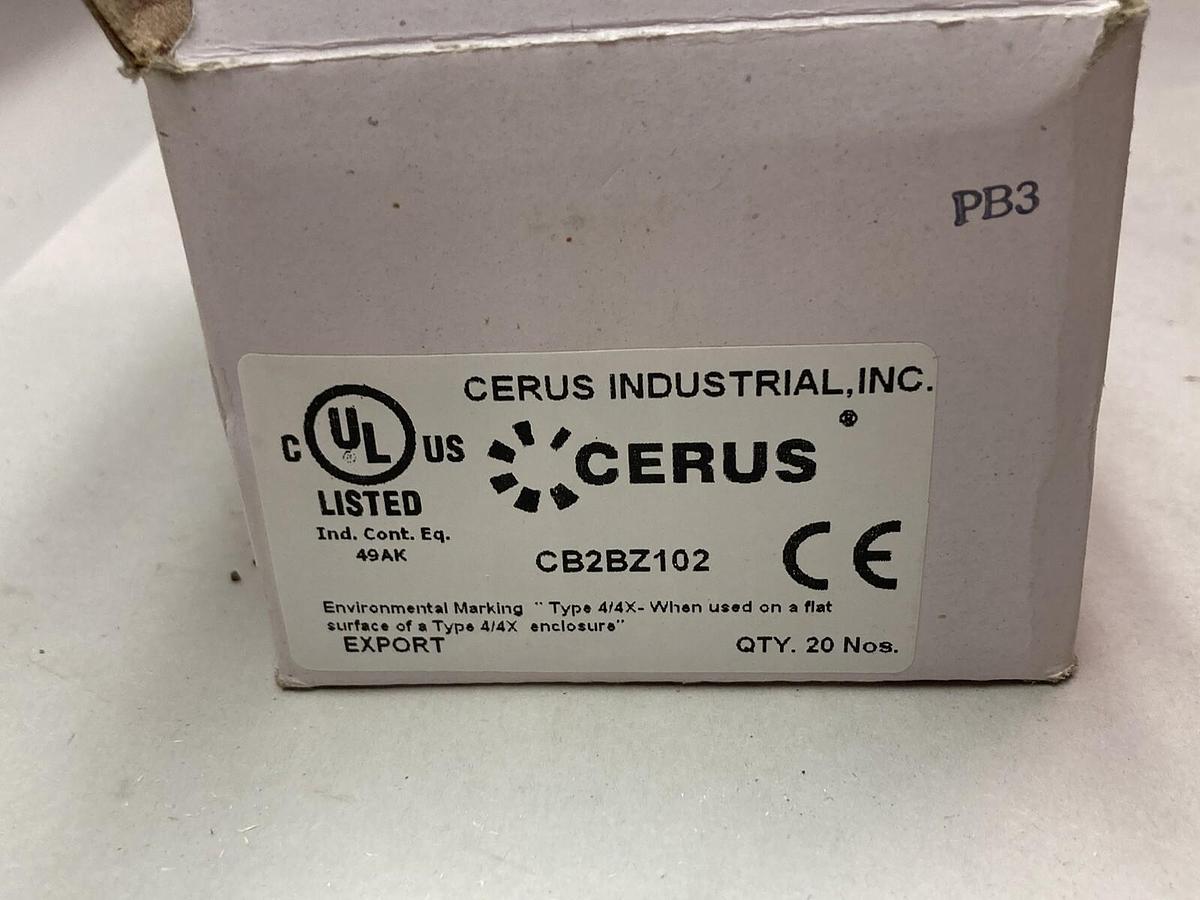 PB3
CERUS INDUSTRIAL,INC.
®
C UL US
®
LISTED
CERUS
Ind. Cont. Eq.
49AK
CB2BZ102
CE
Environmental Marking " Type 4/4X- When used on a flat
surface of a Type 4/4X enclosure"
EXPORT
QTY. 20 Nos.